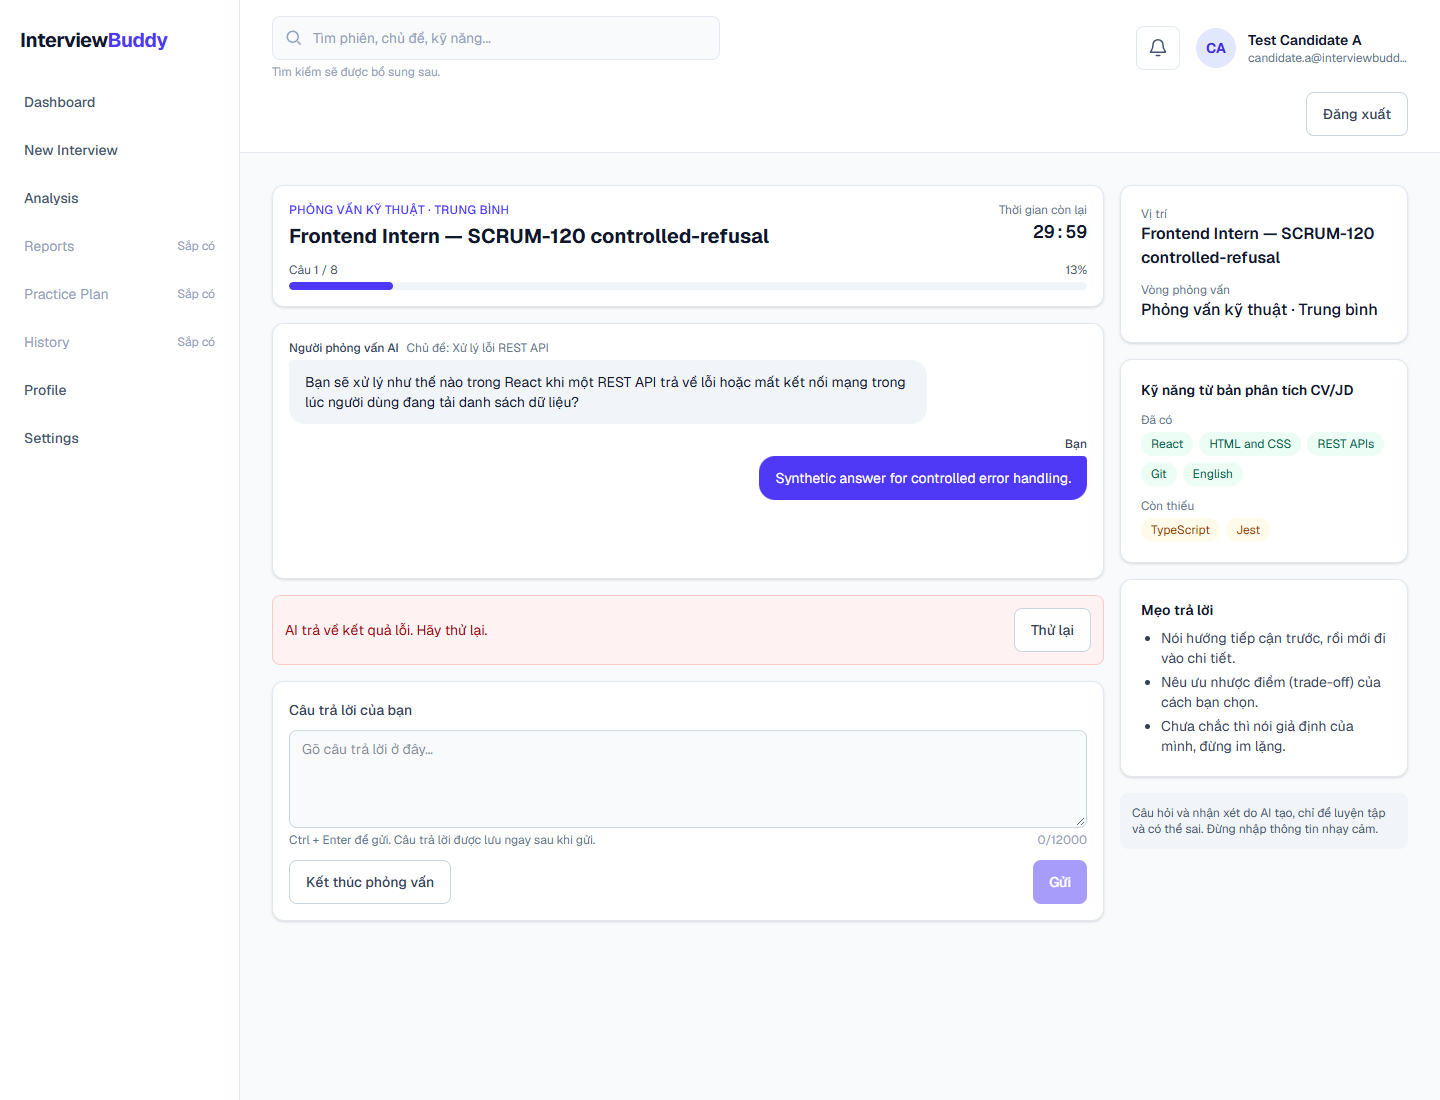 InterviewBuddy
Dashboard
New Interview
Analysis
Reports Sắp có
Practice Plan Sắp có
History Sắp có
Profile
Settings
Tìm phiên, chủ đề, kỹ năng...
Tìm kiếm sẽ được bổ sung sau.
CA
Test Candidate A
candidate.a@interviewbudd...
Đăng xuất
PHỎNG VẤN KỸ THUẬT · TRUNG BÌNH
Frontend Intern — SCRUM-120 controlled-refusal
Thời gian còn lại
29:59
Câu 1 / 8
13%
Người phỏng vấn AI Chủ đề: Xử lý lỗi REST API
Bạn sẽ xử lý như thế nào trong React khi một REST API trả về lỗi hoặc mất kết nối mạng trong
lúc người dùng đang tải danh sách dữ liệu?
Bạn
Synthetic answer for controlled error handling.
AI trả về kết quả lỗi. Hãy thử lại.
Thử lại
Câu trả lời của bạn
Gõ câu trả lời ở đây...
Ctrl + Enter để gửi. Câu trả lời được lưu ngay sau khi gửi.
0/12000
Kết thúc phỏng vấn
Gửi
Vị trí
Frontend Intern — SCRUM-120
controlled-refusal
Vòng phỏng vấn
Phỏng vấn kỹ thuật · Trung bình
Kỹ năng từ bản phân tích CV/JD
Đã có
React HTML and CSS REST APIs
Git English
Còn thiếu
TypeScript Jest
Mẹo trả lời
• Nói hướng tiếp cận trước, rồi mới đi
vào chi tiết.
• Nêu ưu nhược điểm (trade-off) của
cách bạn chọn.
• Chưa chắc thì nói giả định của
mình, đừng im lặng.
Câu hỏi và nhận xét do AI tạo, chỉ để luyện tập
và có thể sai. Đừng nhập thông tin nhạy cảm.